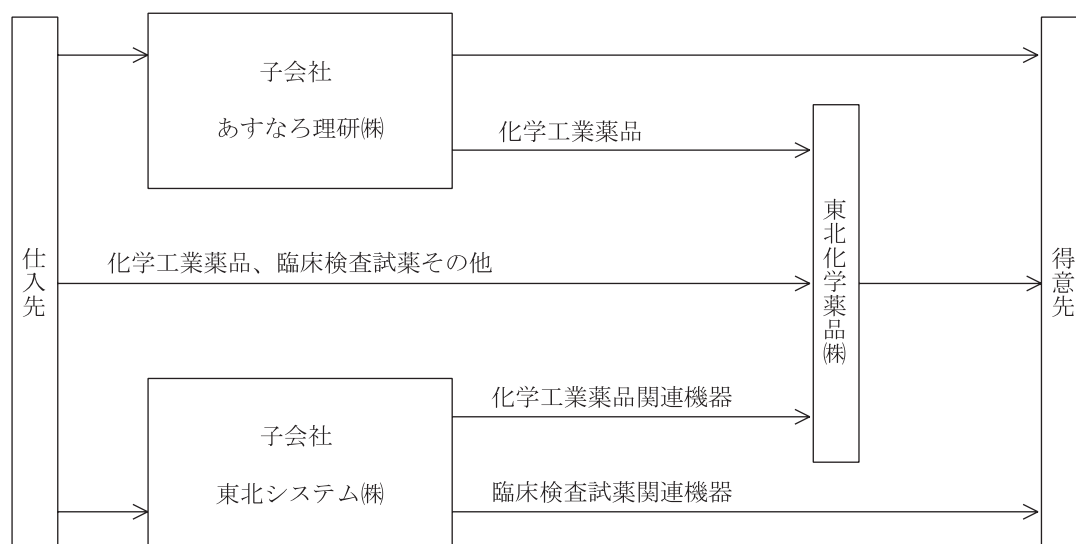 子会社
あすなろ理研㈱
化学工業薬品
仕入先
化学工業薬品、臨床検査試薬その他
東北化学薬品㈱
得意先
子会社
東北システム㈱
化学工業薬品関連機器
臨床検査試薬関連機器